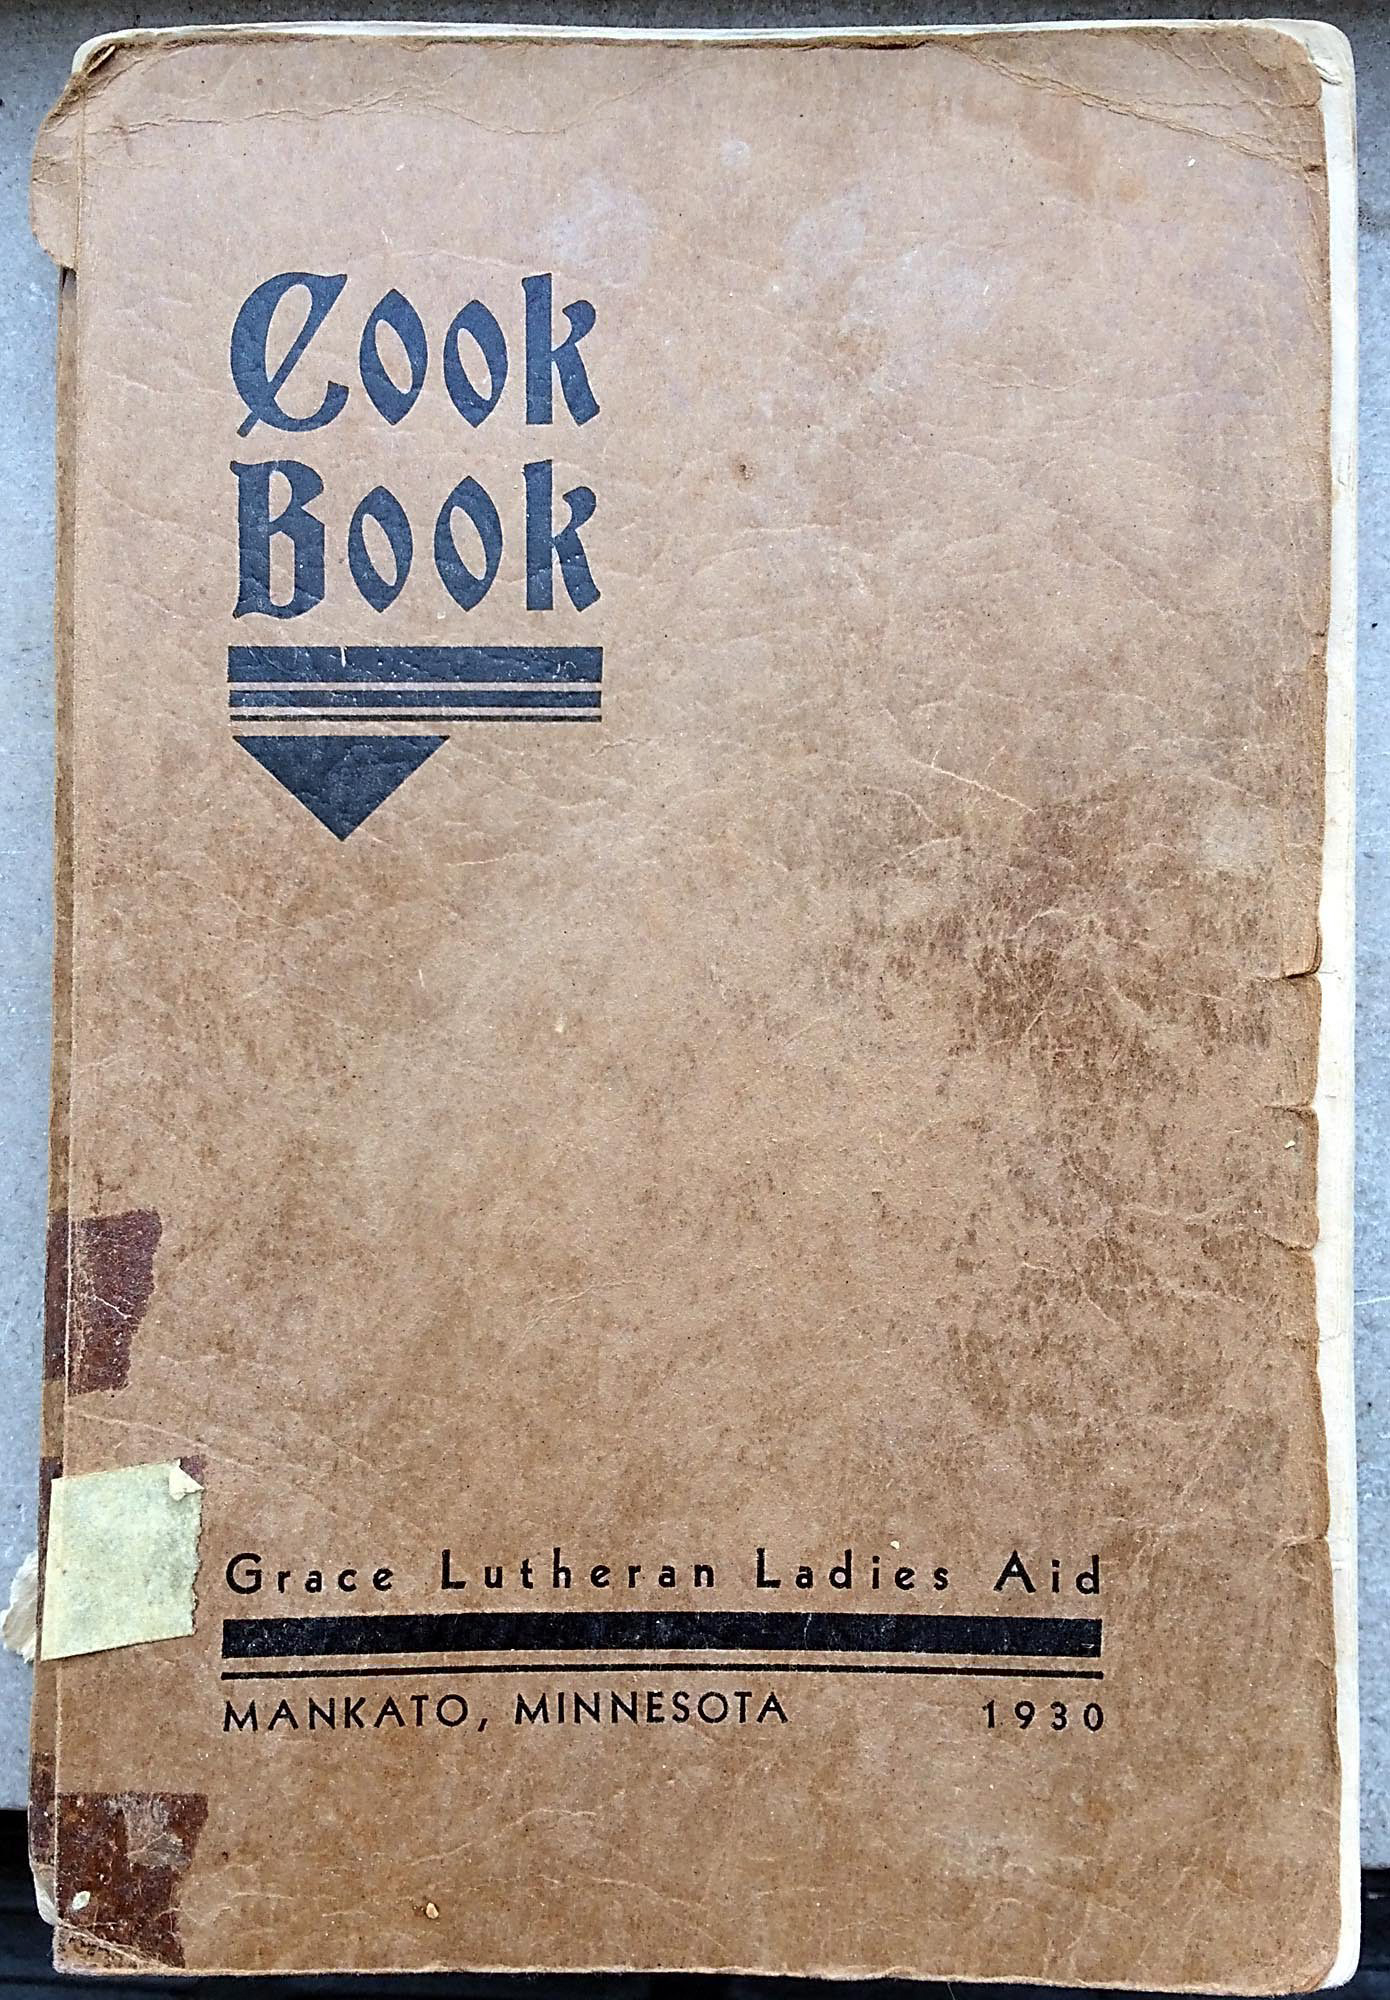 Cook
Book
Grace Lutheran Ladies Aid
MANKATO, MINNESOTA 1930